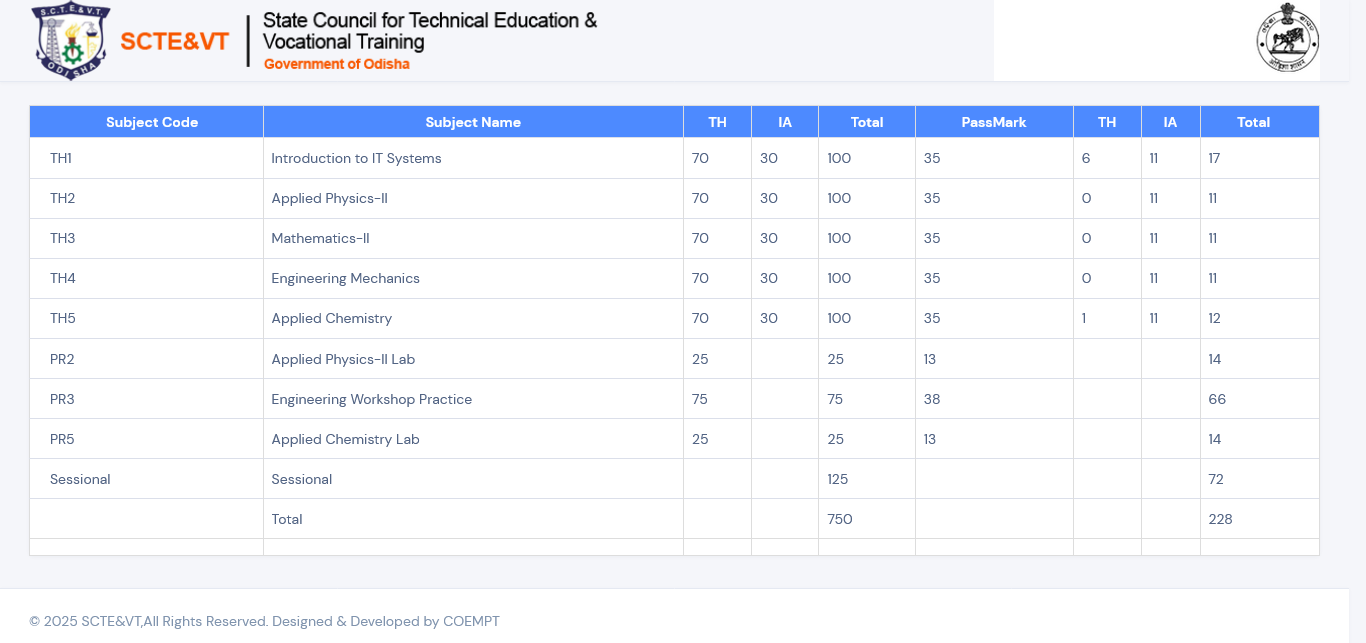 S.C.T.E.&V.T.
ODISHA
SCTE&VT
State Council for Technical Education &
Vocational Training
Government of Odisha
Subject Code Subject Name TH IA Total PassMark TH IA Total
TH1 Introduction to IT Systems 70 30 100 35 6 11 17
TH2 Applied Physics-II 70 30 100 35 0 11 11
TH3 Mathematics-II 70 30 100 35 0 11 11
TH4 Engineering Mechanics 70 30 100 35 0 11 11
TH5 Applied Chemistry 70 30 100 35 1 11 12
PR2 Applied Physics-II Lab 25 25 13 14
PR3 Engineering Workshop Practice 75 75 38 66
PR5 Applied Chemistry Lab 25 25 13 14
Sessional Sessional 125 72
Total 750 228
© 2025 SCTE&VT,All Rights Reserved. Designed & Developed by COEMPT